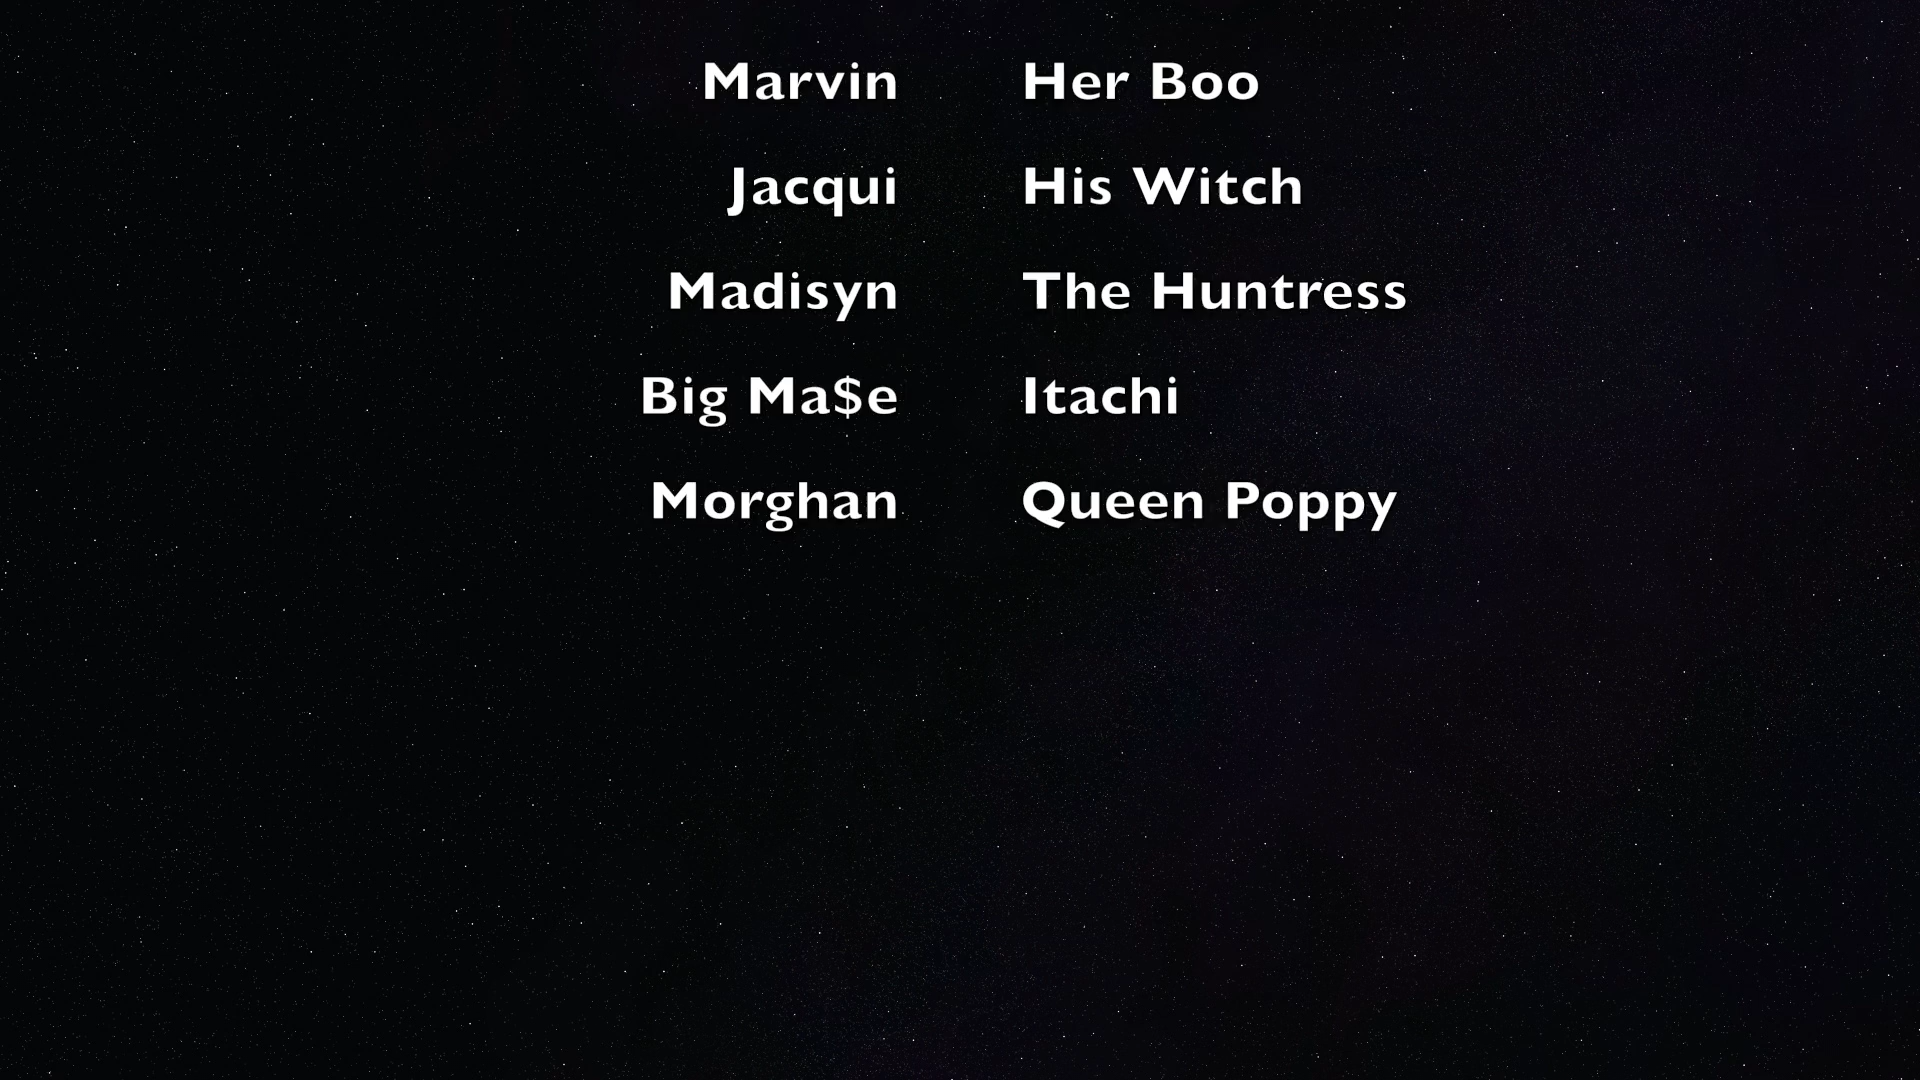 Marvin Her Boo
Jacqui His Witch
Madisyn The Huntress
Big Ma$e Itachi
Morghan Queen Poppy